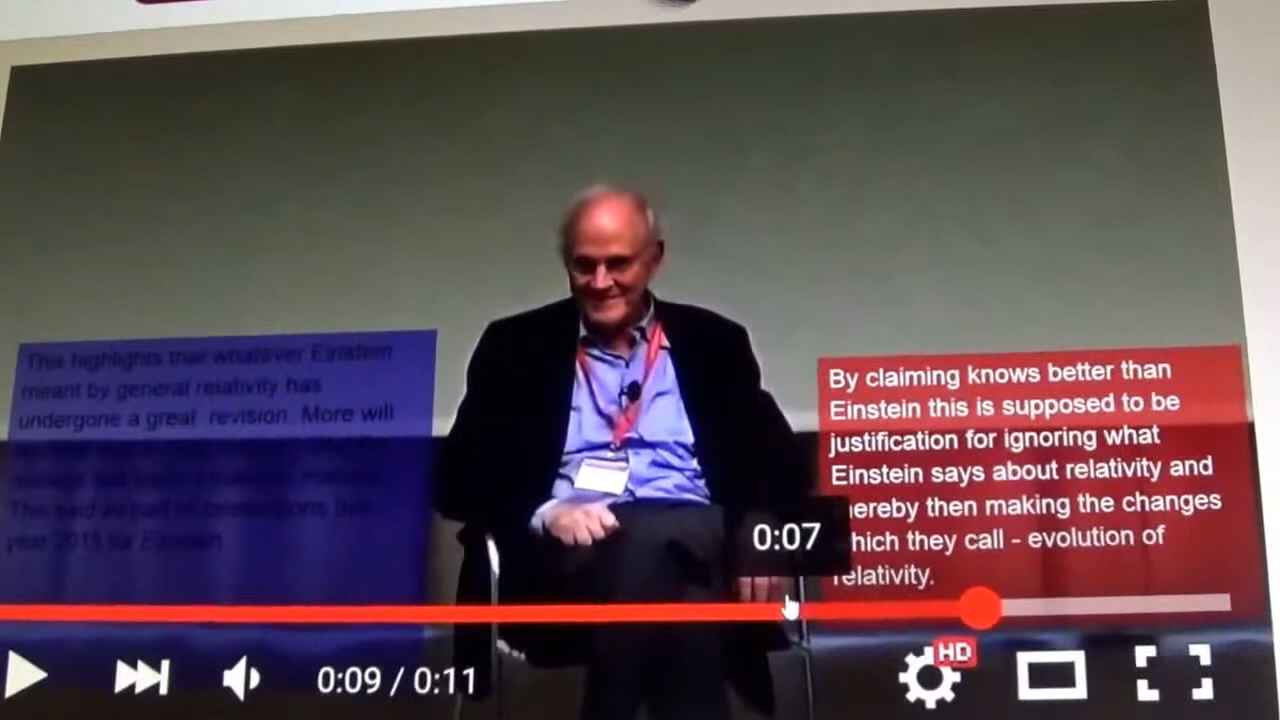 This highlights that whatever Einstein
meant by general relativity has
undergone a great revision. More will
year 2015 for Einstein
By claiming knows better than
Einstein this is supposed to be
justification for ignoring what
Einstein says about relativity and
thereby then making the changes
which they call - evolution of
relativity.
0:07
0:09 / 0:11
HD